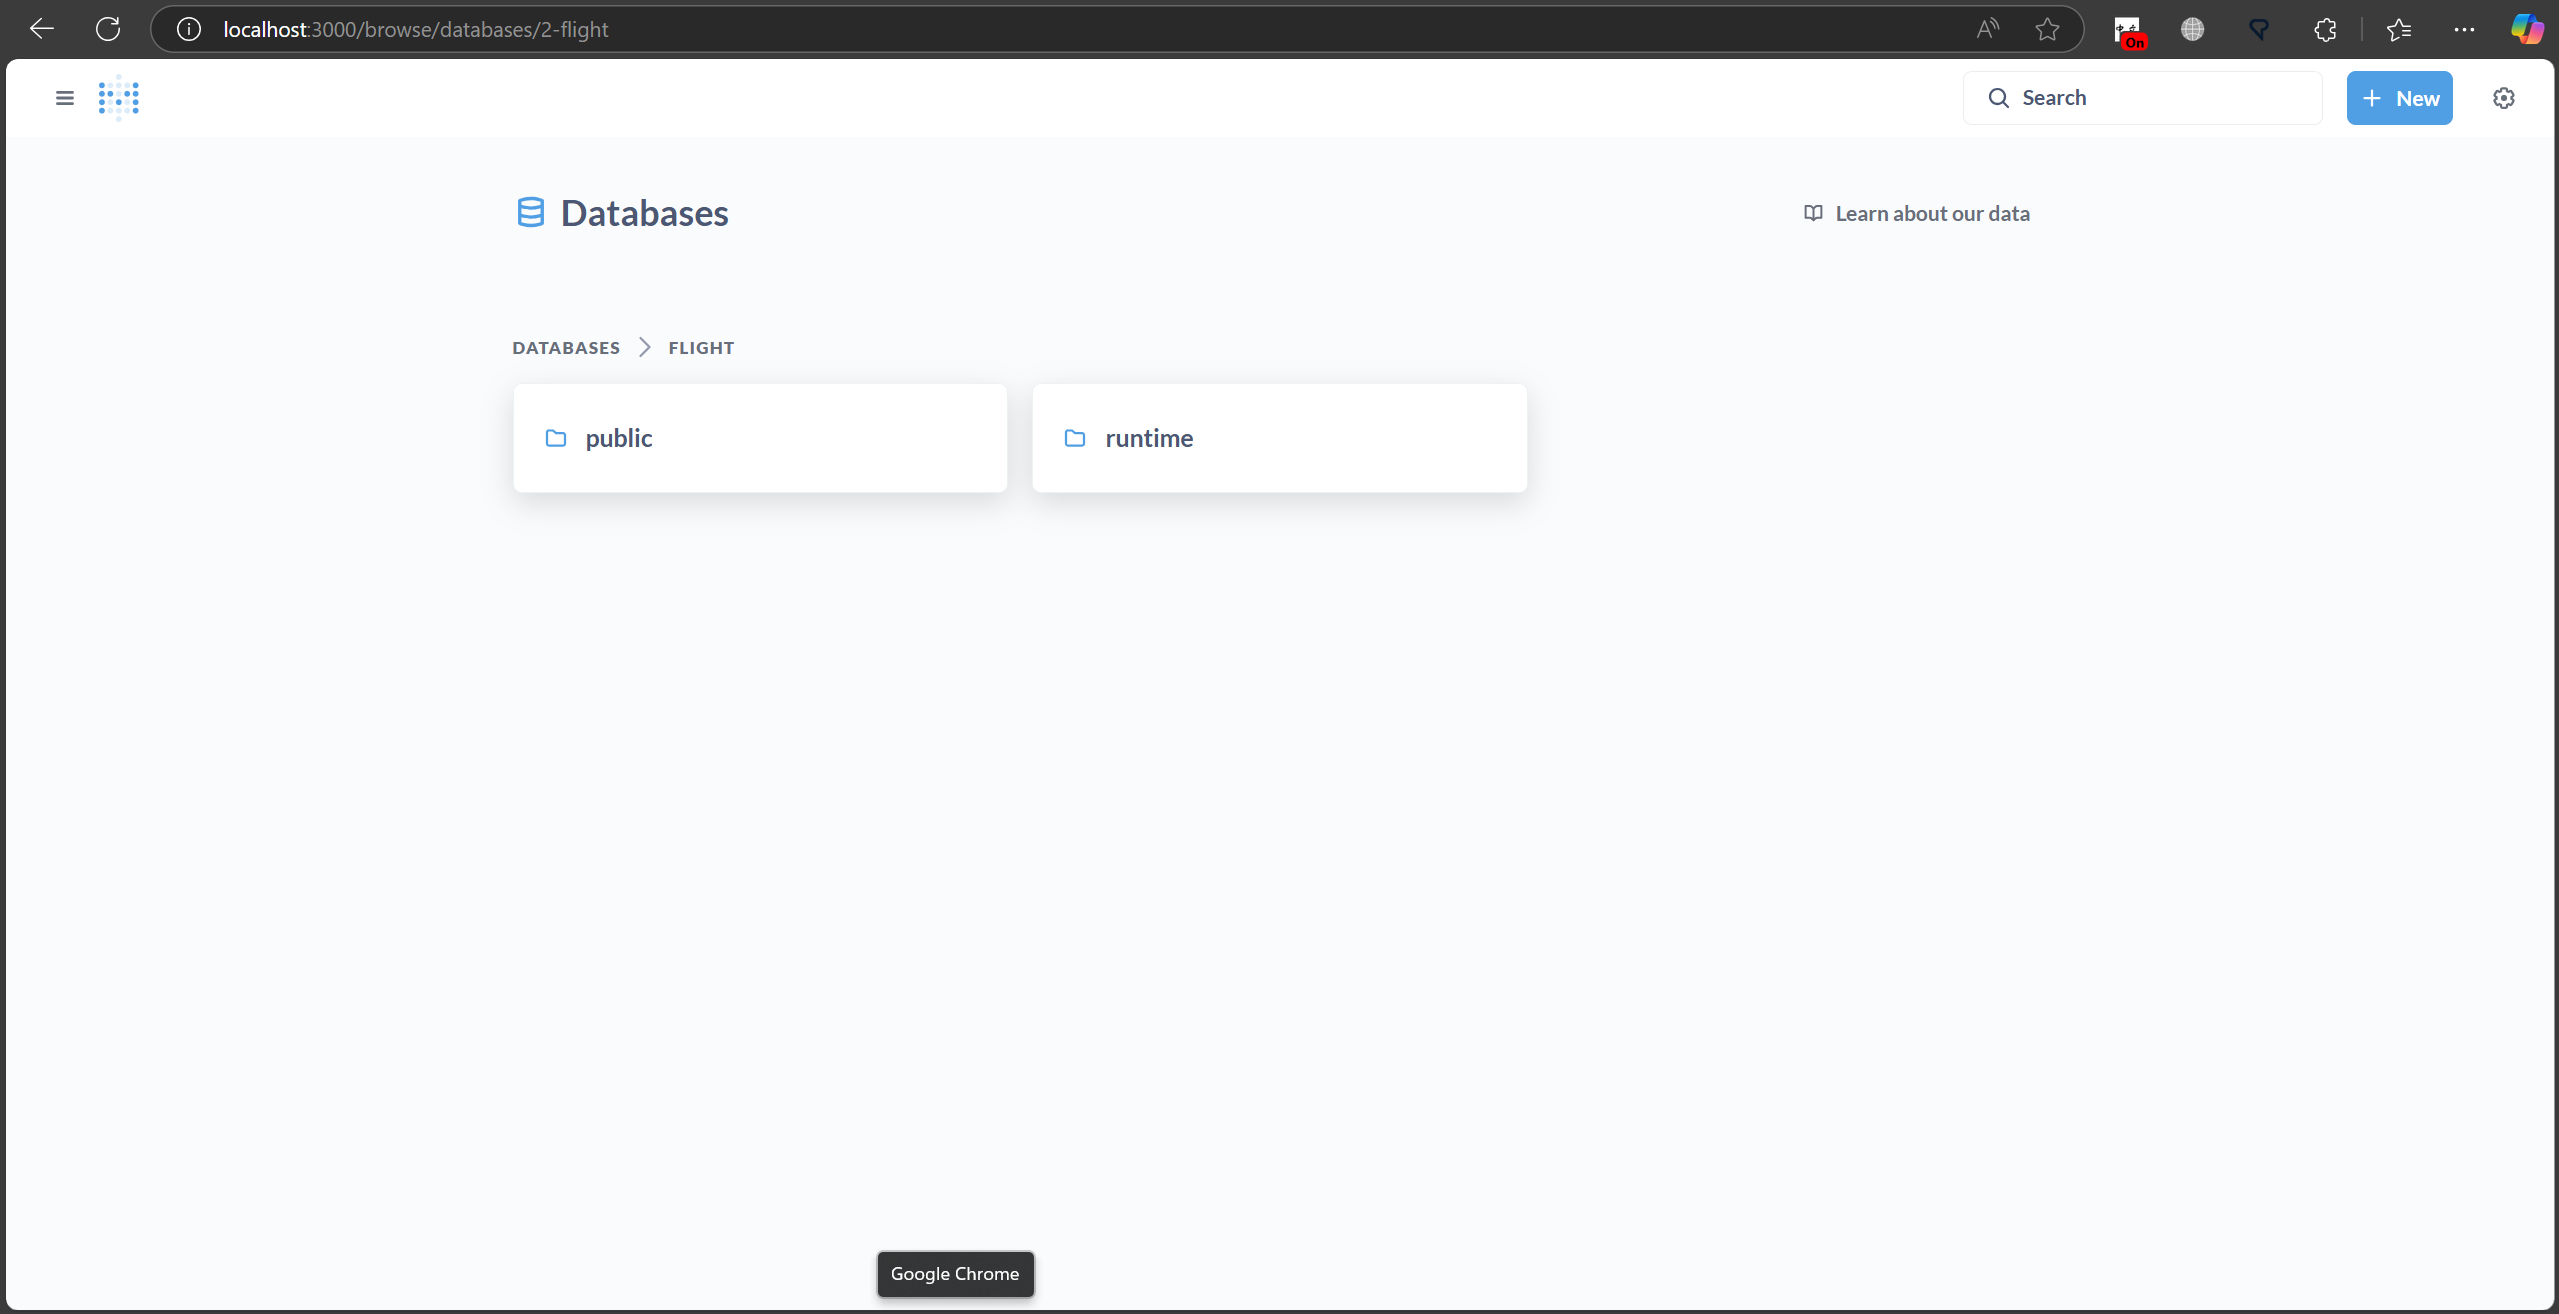 localhost:3000/browse/databases/2-flight
On
Search
New
Databases
Learn about our data
DATABASES
FLIGHT
public
runtime
Google Chrome